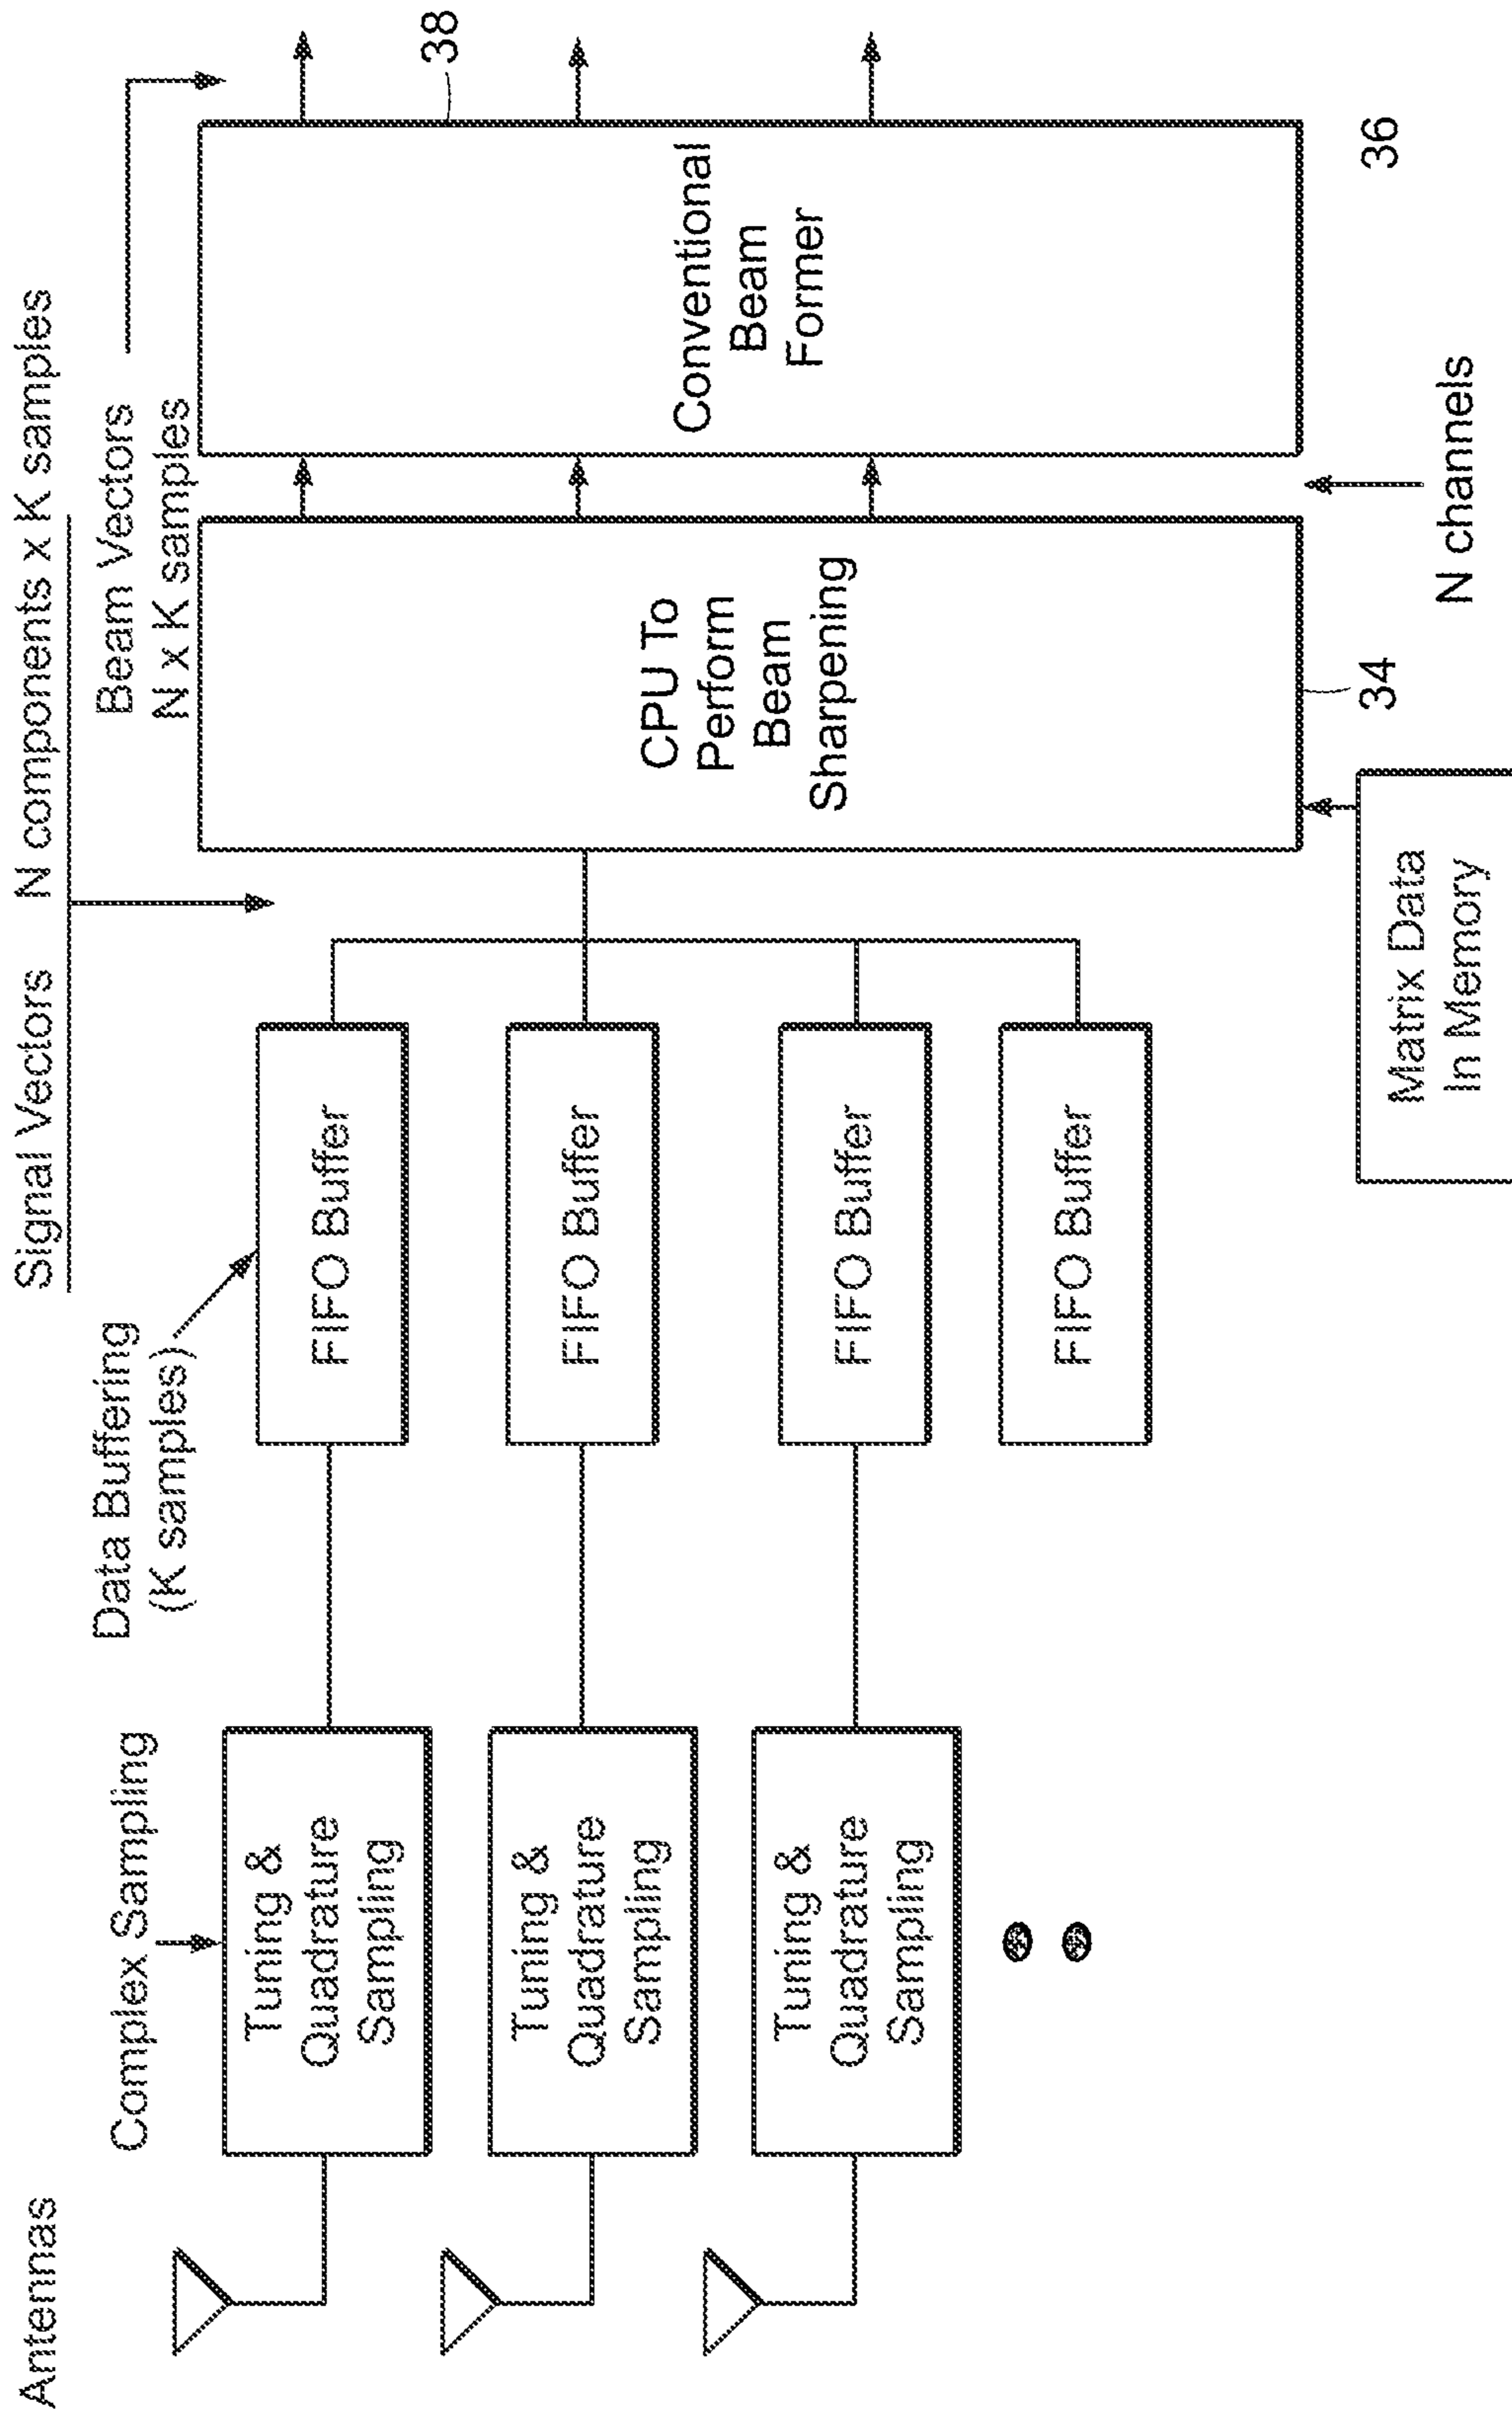 Antennas
Complex Sampling
Data Buffering
(K samples)
Signal Vectors N components x K samples
Beam Vectors
N x K samples
Tuning &
Quadrature
Sampling
FIFO Buffer
Tuning &
Quadrature
Sampling
FIFO Buffer
Tuning &
Quadrature
Sampling
FIFO Buffer
FIFO Buffer
CPU To
Perform
Beam
Sharpening
Conventional
Beam
Former
38
34
36
Matrix Data
In Memory
N channels